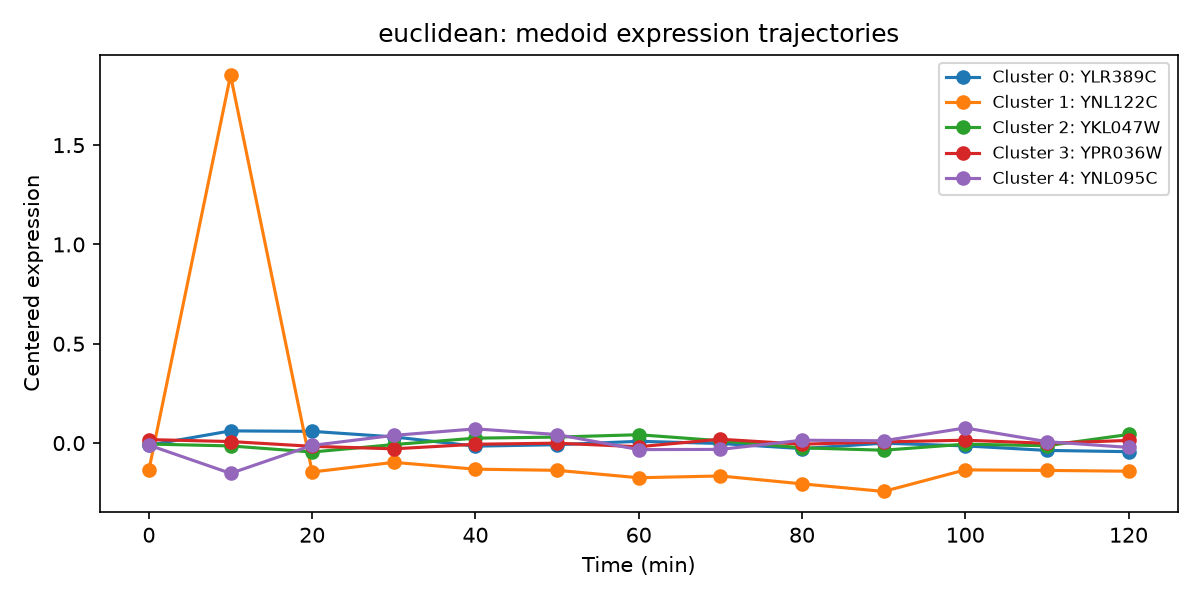 euclidean: medoid expression trajectories
Cluster 0: YLR389C
Cluster 1: YNL122C
Cluster 2: YKL047W
Cluster 3: YPR036W
Cluster 4: YNL095C
Centered expression
1.5
1.0
0.5
0.0
0 20 40 60 80 100 120
Time (min)